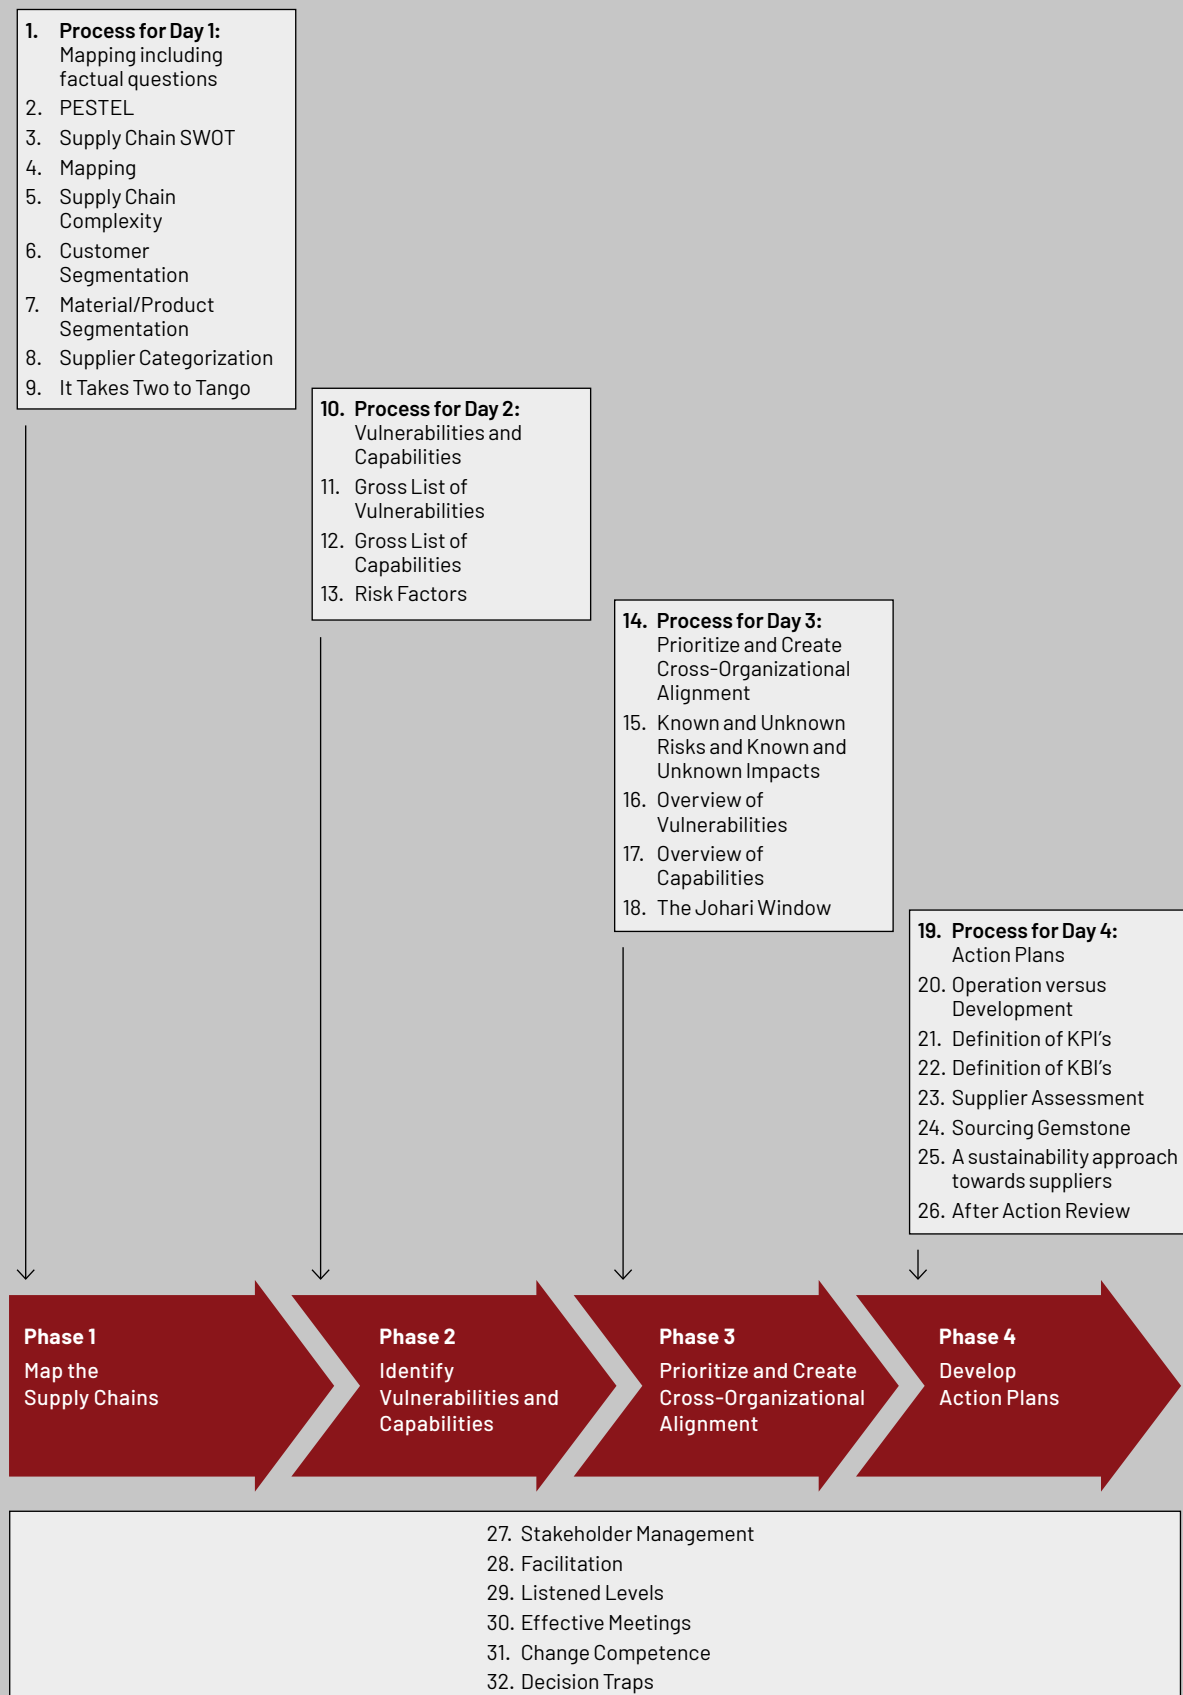 1. Process for Day 1:
Mapping including
factual questions
2. PESTEL
3. Supply Chain SWOT
4. Mapping
5. Supply Chain
Complexity
6. Customer
Segmentation
7. Material/Product
Segmentation
8. Supplier Categorization
9. It Takes Two to Tango
10. Process for Day 2:
Vulnerabilities and
Capabilities
11. Gross List of
Vulnerabilities
12. Gross List of
Capabilities
13. Risk Factors
14. Process for Day 3:
Prioritize and Create
Cross-Organizational
Alignment
15. Known and Unknown
Risks and Known and
Unknown Impacts
16. Overview of
Vulnerabilities
17. Overview of
Capabilities
18. The Johari Window
19. Process for Day 4:
Action Plans
20. Operation versus
Development
21. Definition of KPI's
22. Definition of KBI's
23. Supplier Assessment
24. Sourcing Gemstone
25. A sustainability approach
towards suppliers
26. After Action Review
Phase 1
Map the
Supply Chains
Phase 2
Identify
Vulnerabilities and
Capabilities
Phase 3
Prioritize and Create
Cross-Organizational
Alignment
Phase 4
Develop
Action Plans
27. Stakeholder Management
28. Facilitation
29. Listened Levels
30. Effective Meetings
31. Change Competence
32. Decision Traps